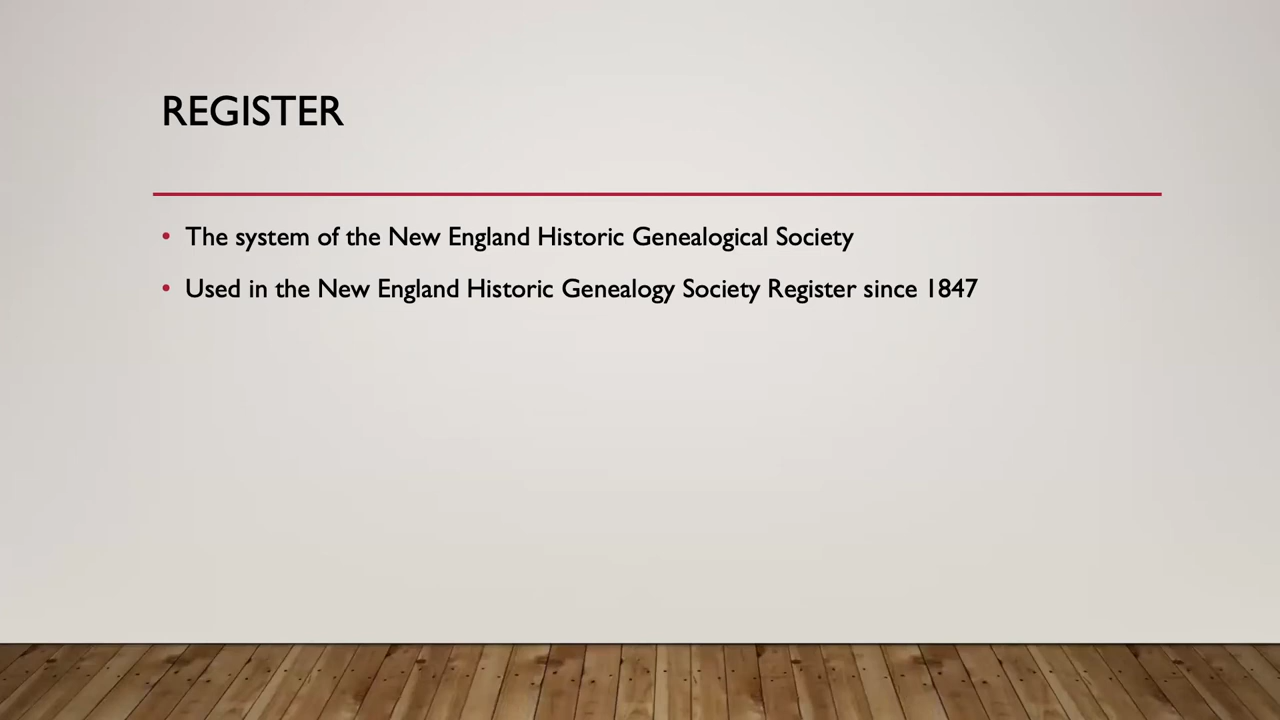 REGISTER
• The system of the New England Historic Genealogical Society
• Used in the New England Historic Genealogy Society Register since 1847